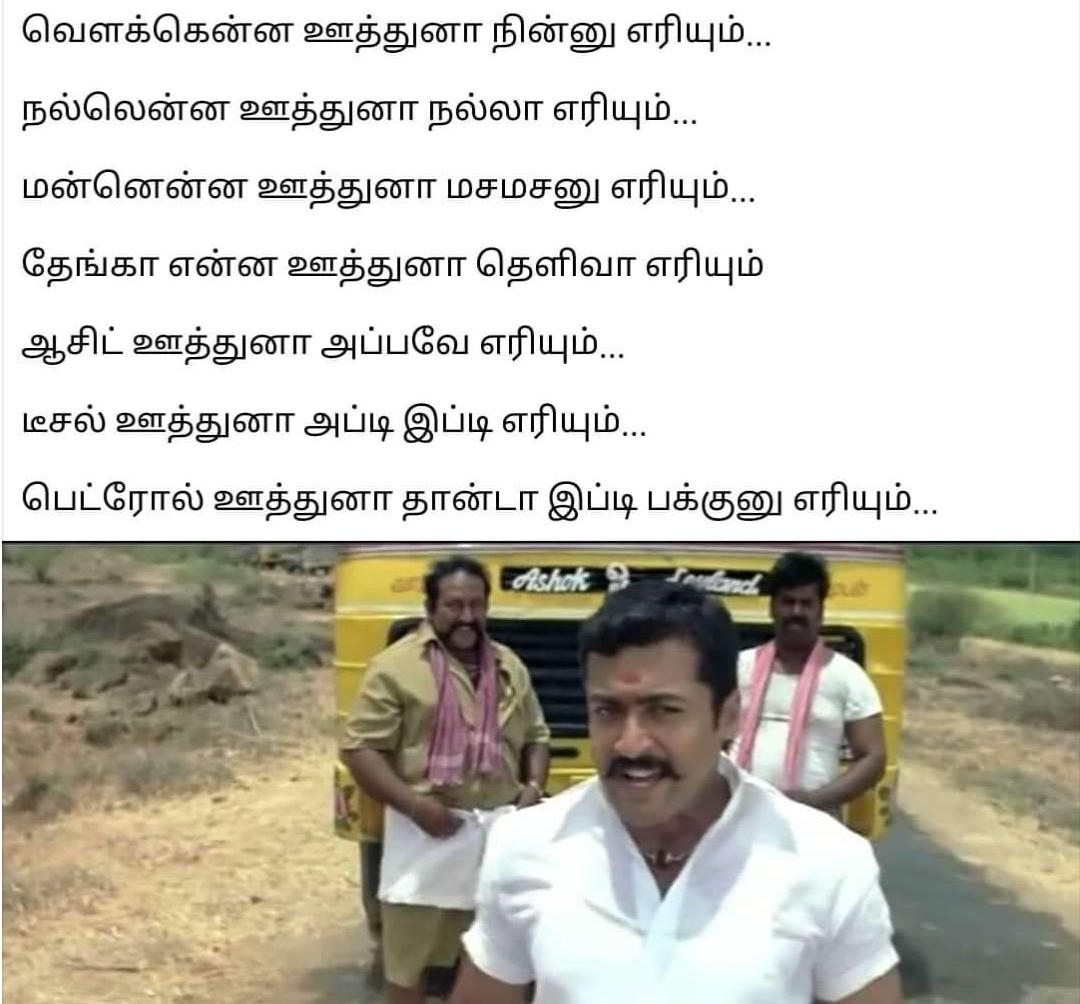 வெளக்கென்ன ஊத்துனா நின்னு எரியும்...
நல்லென்ன ஊத்துனா நல்லா எரியும்...
மன்னென்ன ஊத்துனா மசமசனு எரியும்...
தேங்கா என்ன ஊத்துனா தெளிவா எரியும்
ஆசிட் ஊத்துனா அப்பவே எரியும்...
டீசல் ஊத்துனா அப்டி இப்டி எரியும்...
பெட்ரோல் ஊத்துனா தான்டா இப்டி பக்குனு எரியும்...
Ashok Leyland